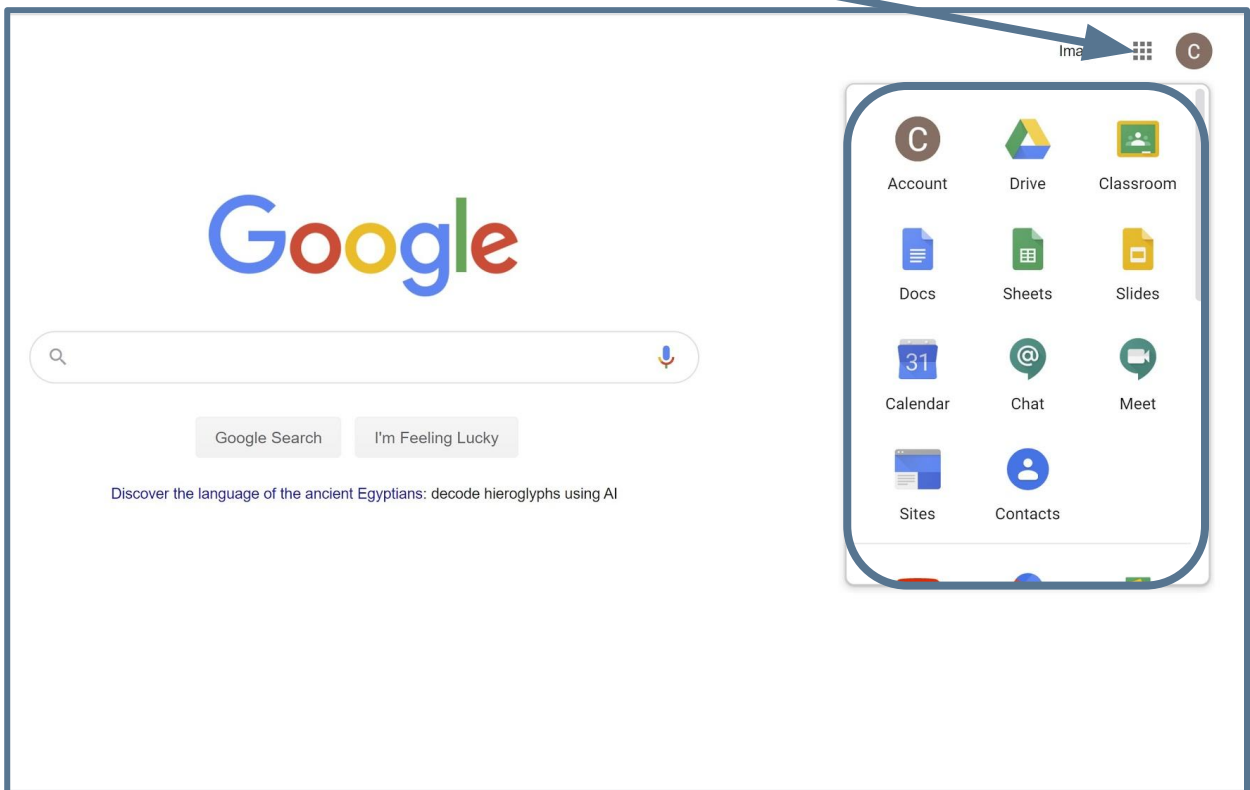 C
C
Account Drive Classroom
Google
Docs Sheets Slides
31 @
Calendar Chat Meet
Google Search I'm Feeling Lucky
Discover the language of the ancient Egyptians: decode hieroglyphs using AI
Sites Contacts